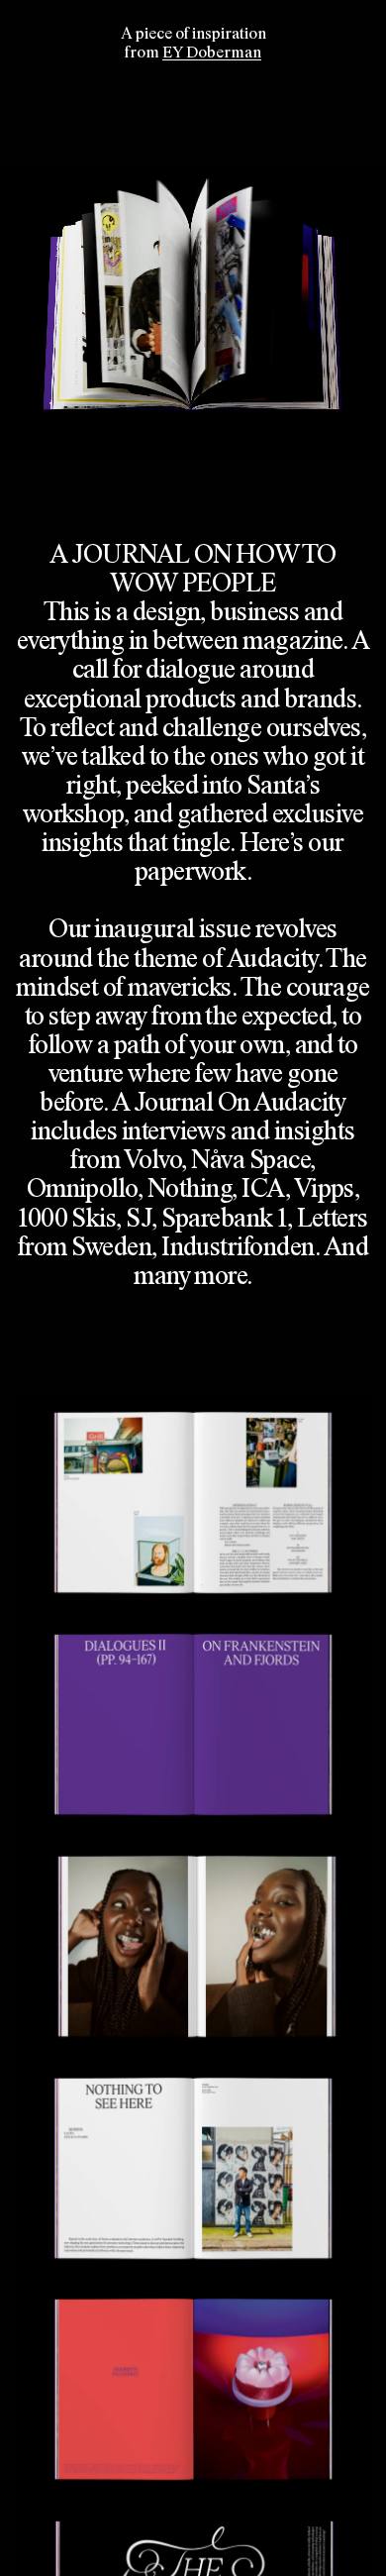 A piece of inspiration
from EY Doberman
A JOURNAL ON HOW TO
WOW PEOPLE
This is a design, business and
everything in between magazine. A
call for dialogue around
exceptional products and brands.
To reflect and challenge ourselves,
we’ve talked to the ones who got it
right, peeked into Santa’s
workshop, and gathered exclusive
insights that tingle. Here’s our
paperwork.
Our inaugural issue revolves
around the theme of Audacity. The
mindset of mavericks. The courage
to step away from the expected, to
follow a path of your own, and to
venture where few have gone
before. A Journal On Audacity
includes interviews and insights
from Volvo, Nåva Space,
Omnipollo, Nothing, ICA, Vipps,
1000 Skis, SJ, Sparebank 1, Letters
from Sweden, Industrifonden. And
many more.
DIALOGUES II
(PP. 94–167)
ON FRANKENSTEIN
AND FJORDS
NOTHING TO
SEE HERE
THE